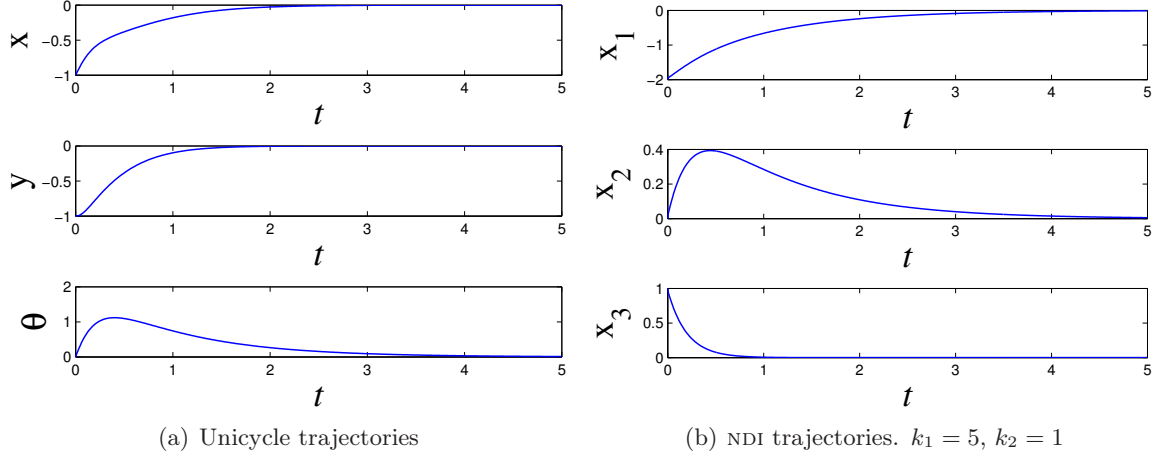 0
−0.5
−1
x
0 1 2 3 4 5
t
0
−0.5
−1
y
0 1 2 3 4 5
t
2
1
0
θ
0 1 2 3 4 5
t
(a) Unicycle trajectories
0
−1
−2
x₁
0 1 2 3 4 5
t
0.4
0.2
0
x₂
0 1 2 3 4 5
t
1
0.5
0
x₃
0 1 2 3 4 5
t
(b) NDI trajectories. k₁ = 5, k₂ = 1